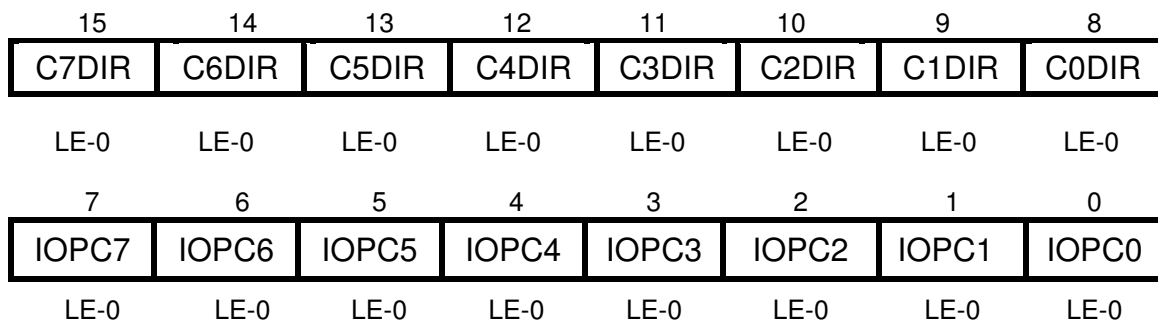 15 14 13 12 11 10 9 8
C7DIR C6DIR C5DIR C4DIR C3DIR C2DIR C1DIR C0DIR
LE-0 LE-0 LE-0 LE-0 LE-0 LE-0 LE-0 LE-0
7 6 5 4 3 2 1 0
IOPC7 IOPC6 IOPC5 IOPC4 IOPC3 IOPC2 IOPC1 IOPC0
LE-0 LE-0 LE-0 LE-0 LE-0 LE-0 LE-0 LE-0